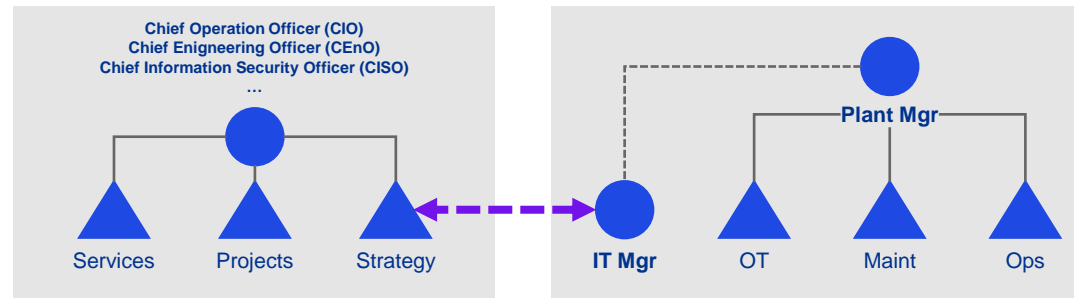 Chief Operation Officer (CIO)
Chief Enigneering Officer (CEnO)
Chief Information Security Officer (CISO)
…
Services
Projects
Strategy
Plant Mgr
IT Mgr
OT
Maint
Ops